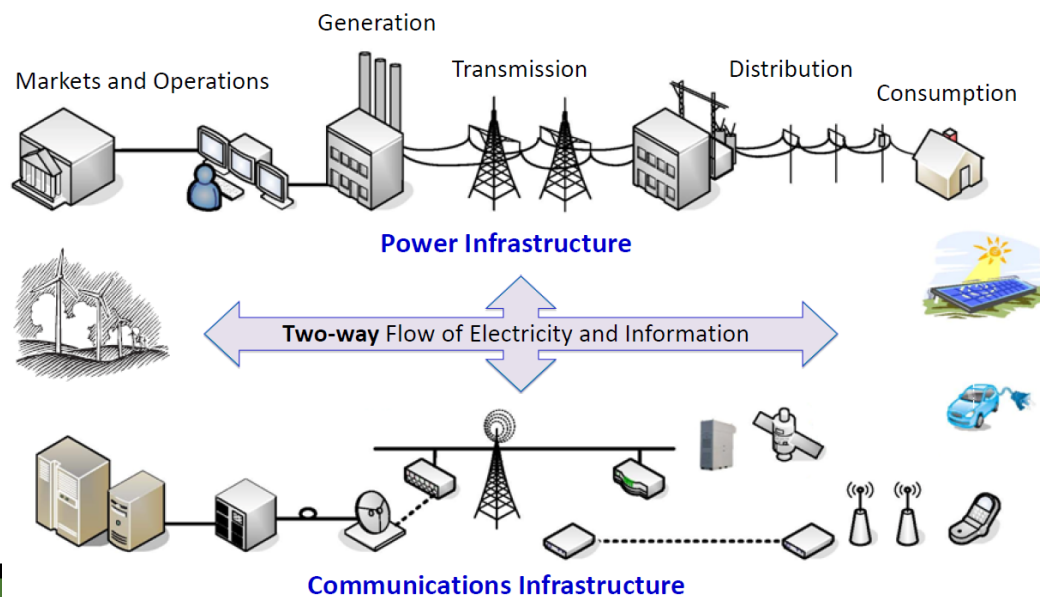 Generation
Markets and Operations
Transmission
Distribution
Consumption
Power Infrastructure
Two-way Flow of Electricity and Information
Communications Infrastructure